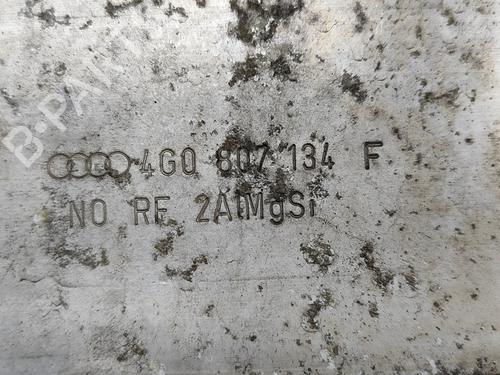 B-PARTS
4G0 807 134 F
NO RF 2AlMgSi